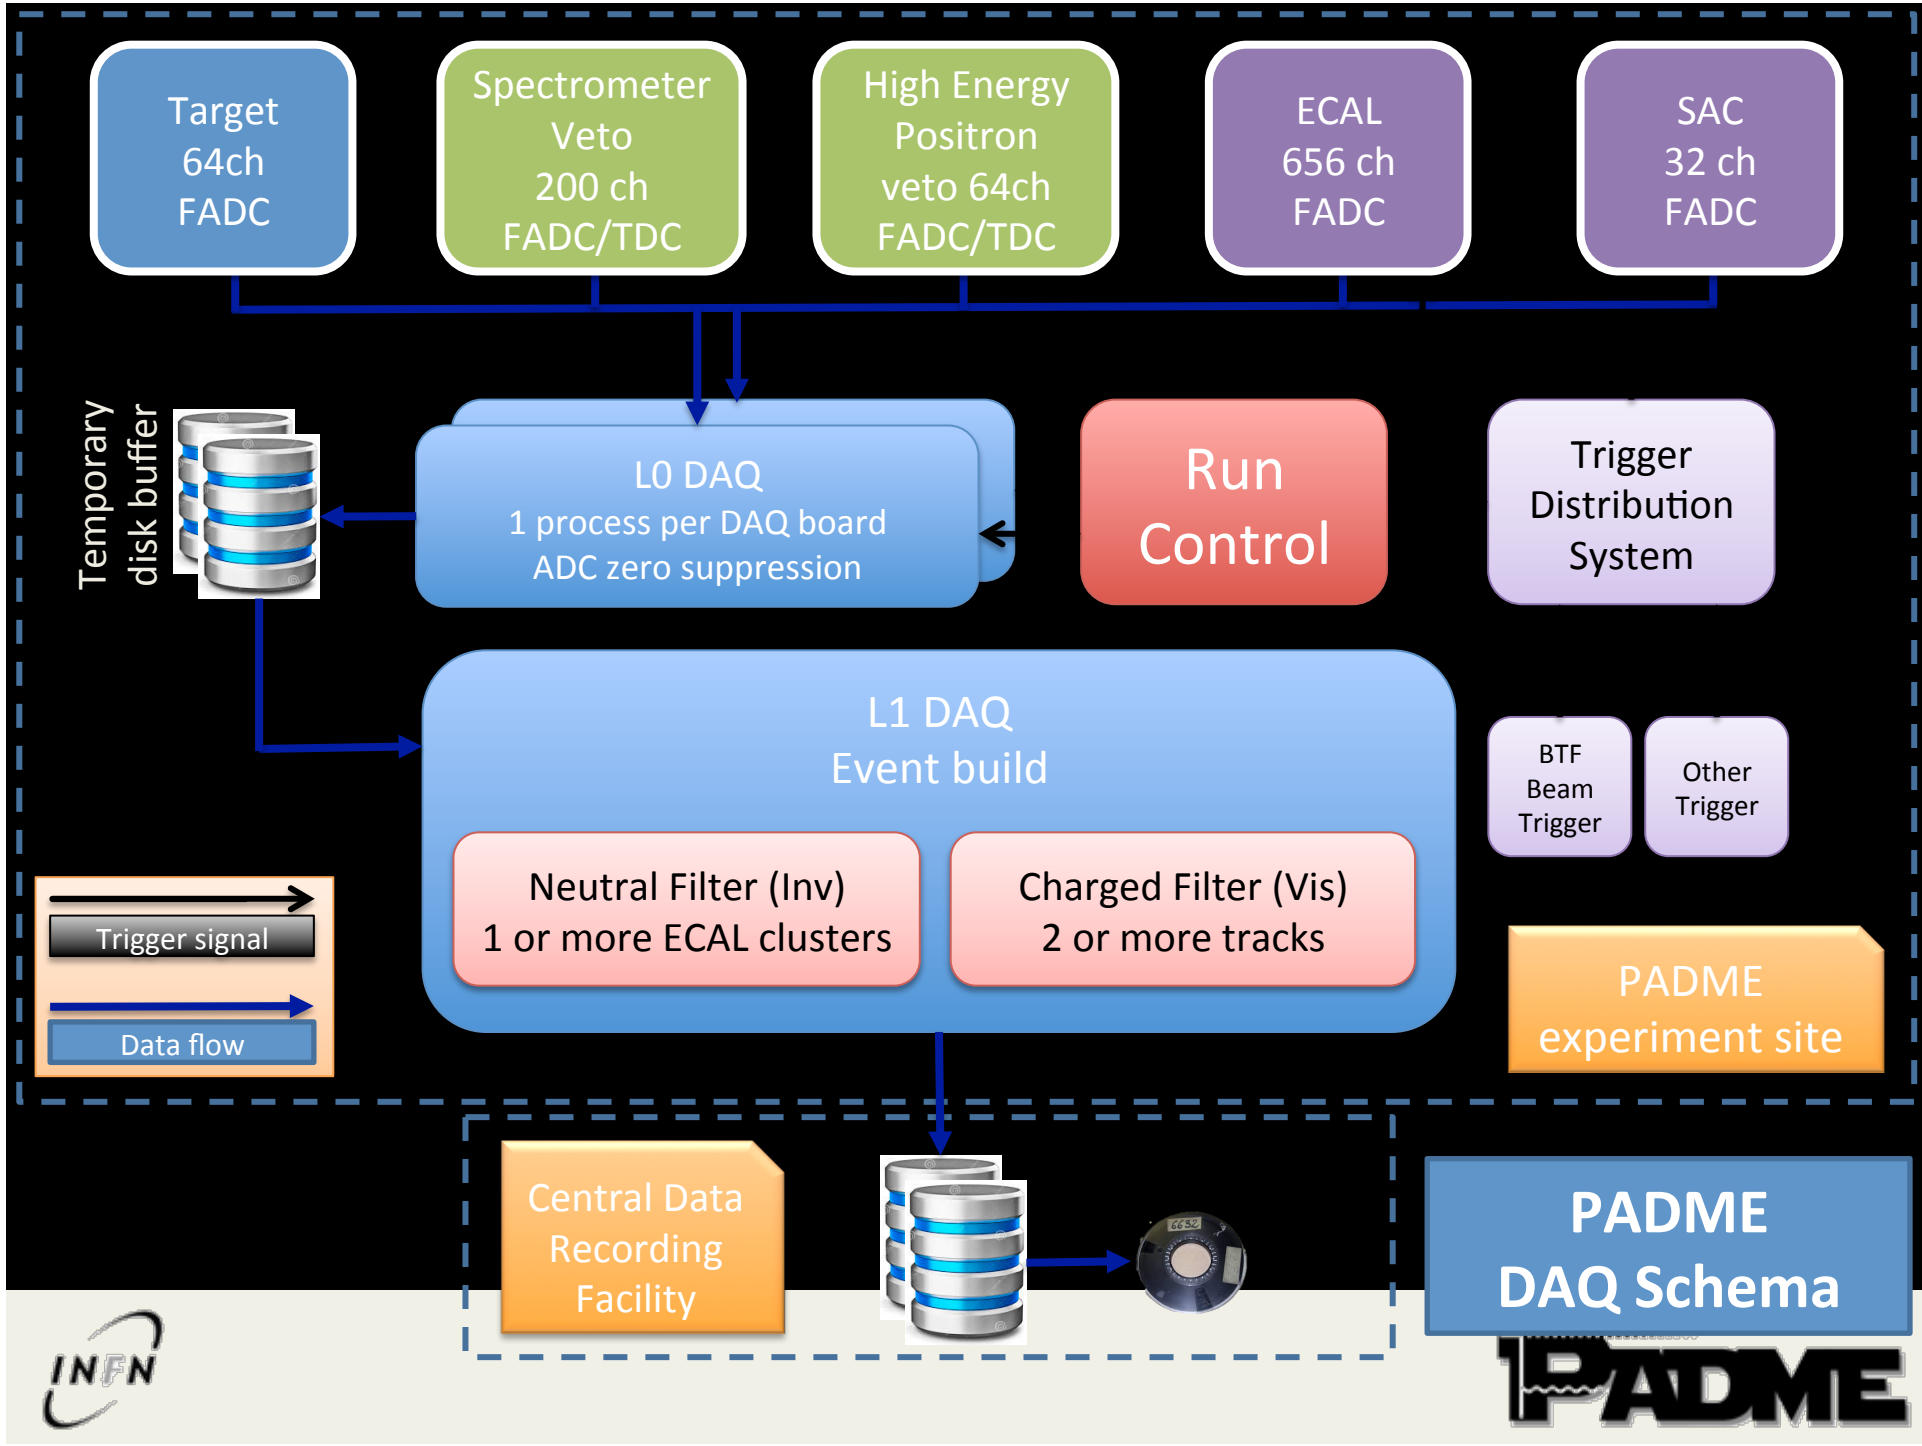 Target
64ch
FADC
Spectrometer
Veto
200 ch
FADC/TDC
High Energy
Positron
veto 64ch
FADC/TDC
ECAL
656 ch
FADC
SAC
32 ch
FADC
Temporary
disk buffer
L0 DAQ
1 process per DAQ board
ADC zero suppression
Run
Control
Trigger
Distribution
System
L1 DAQ
Event build
Neutral Filter (Inv)
1 or more ECAL clusters
Charged Filter (Vis)
2 or more tracks
BTF
Beam
Trigger
Other
Trigger
Trigger signal
Data flow
PADME
experiment site
Central Data
Recording
Facility
6632
PADME
DAQ Schema
INFN
PADME